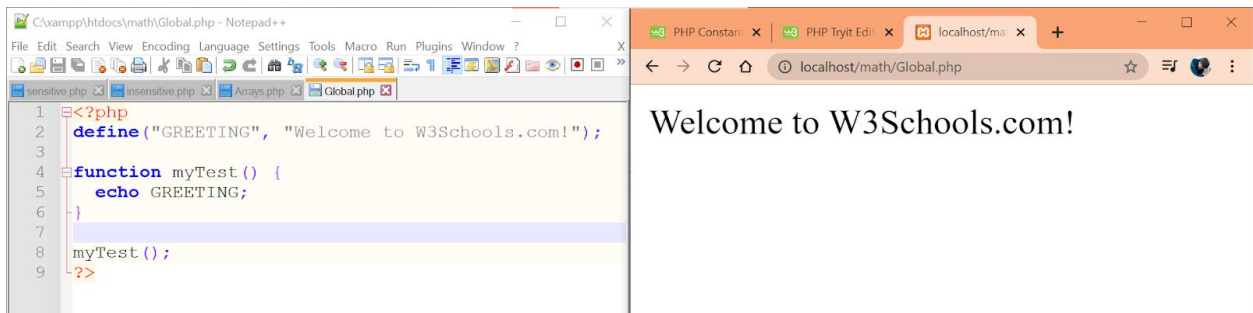 C:\xampp\htdocs\math\Global.php - Notepad++
File Edit Search View Encoding Language Settings Tools Macro Run Plugins Window ? X
sensitive.php insensitive.php Arrays.php Global.php
1 <?php
2 define("GREETING", "Welcome to W3Schools.com!");
3
4 function myTest() {
5 echo GREETING;
6 }
7
8 myTest();
9 ?>
PHP Constan PHP Tryit Edit localhost/ma
localhost/math/Global.php
Welcome to W3Schools.com!